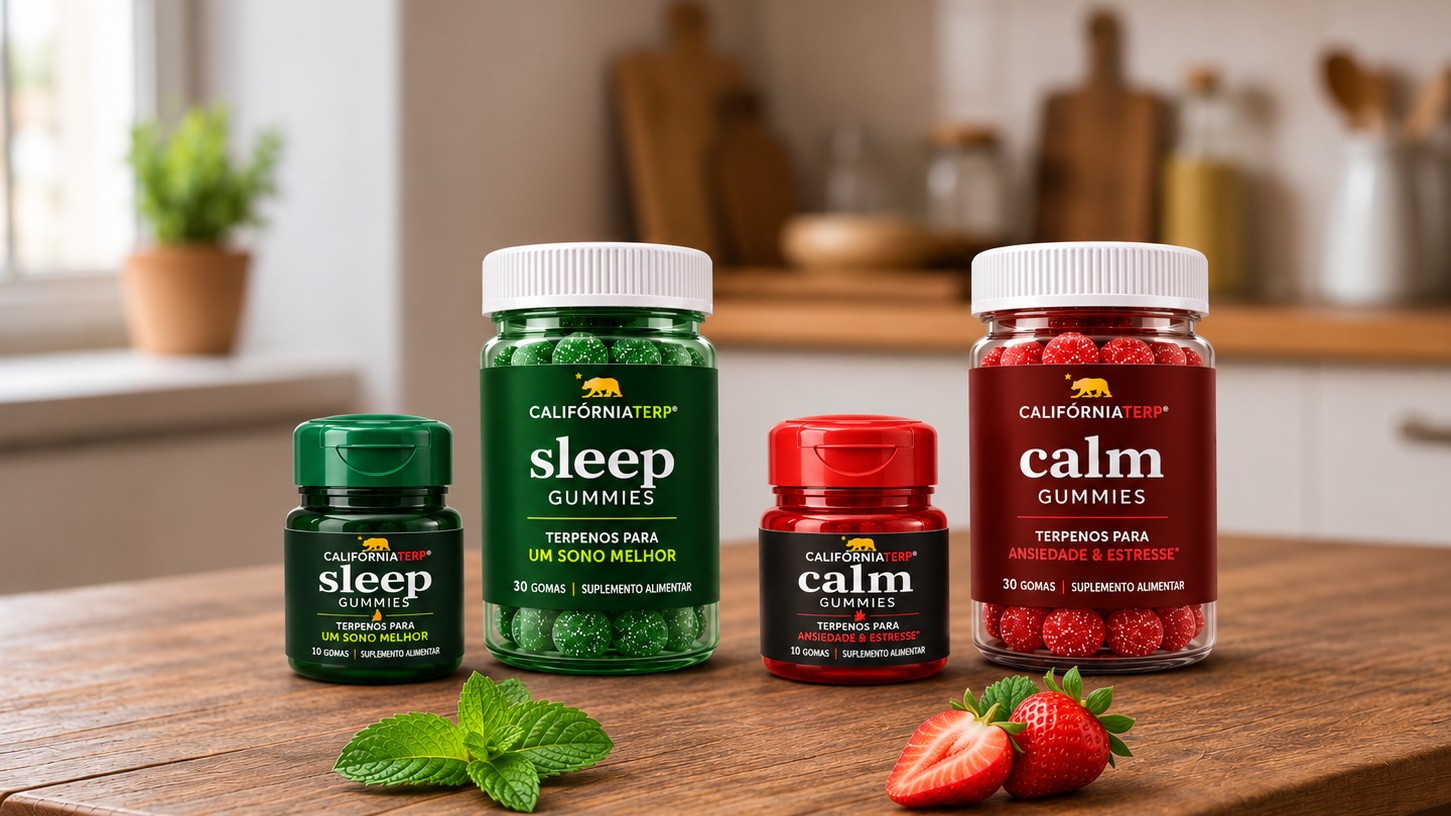 CALIFÓRNIATERP®
sleep
GUMMIES
TERPENOS PARA
UM SONO MELHOR
10 GOMAS | SUPLEMENTO ALIMENTAR
CALIFÓRNIATERP®
sleep
GUMMIES
TERPENOS PARA
UM SONO MELHOR
30 GOMAS | SUPLEMENTO ALIMENTAR
CALIFÓRNIATERP®
calm
GUMMIES
TERPENOS PARA
ANSIEDADE & ESTRESSE*
10 GOMAS | SUPLEMENTO ALIMENTAR
CALIFÓRNIATERP®
calm
GUMMIES
TERPENOS PARA
ANSIEDADE & ESTRESSE*
30 GOMAS | SUPLEMENTO ALIMENTAR